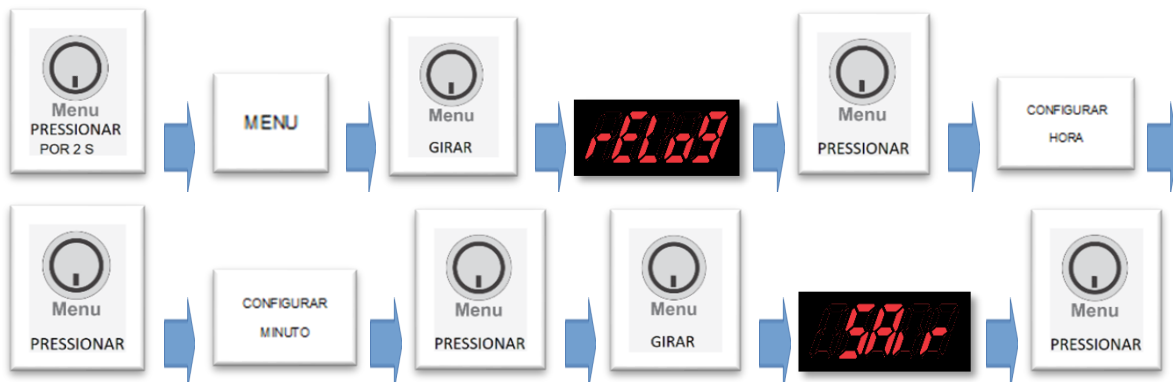 Menu
PRESSIONAR
POR 2 S
MENU
Menu
GIRAR
rELog
Menu
PRESSIONAR
CONFIGURAR
HORA
Menu
PRESSIONAR
CONFIGURAR
MINUTO
Menu
PRESSIONAR
Menu
GIRAR
SAir
Menu
PRESSIONAR